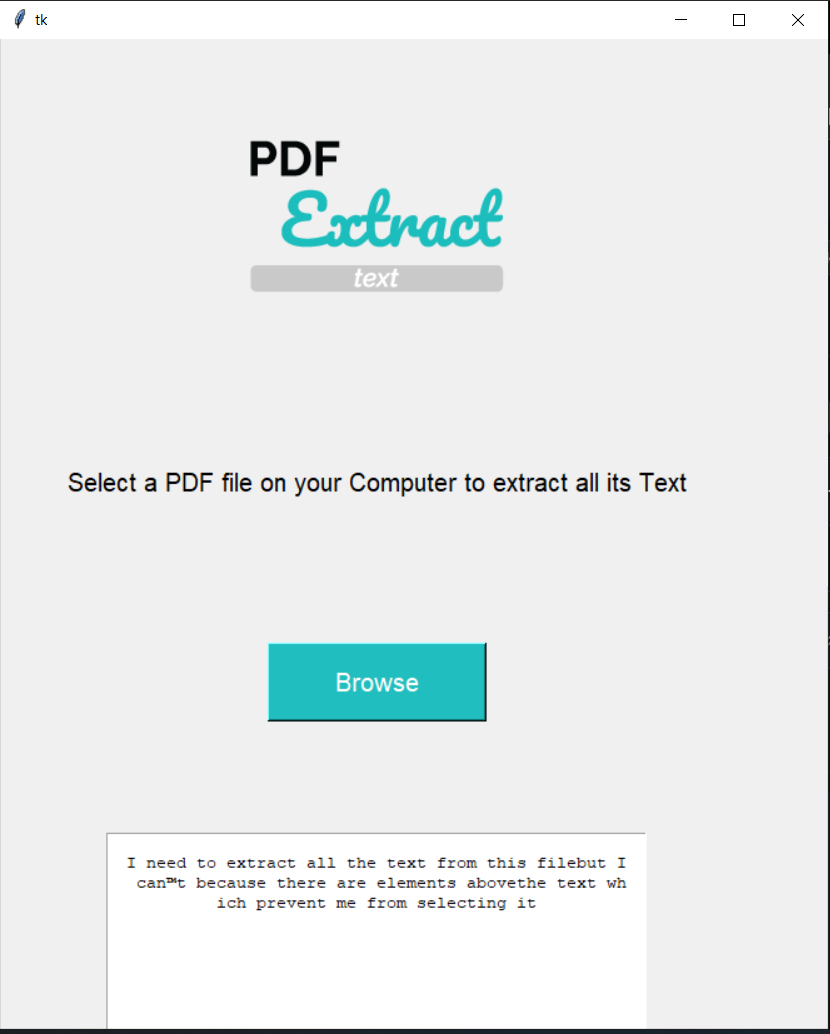 tk
PDF
Extract
text
Select a PDF file on your Computer to extract all its Text
Browse
I need to extract all the text from this filebut I
can™t because there are elements abovethe text wh
ich prevent me from selecting it